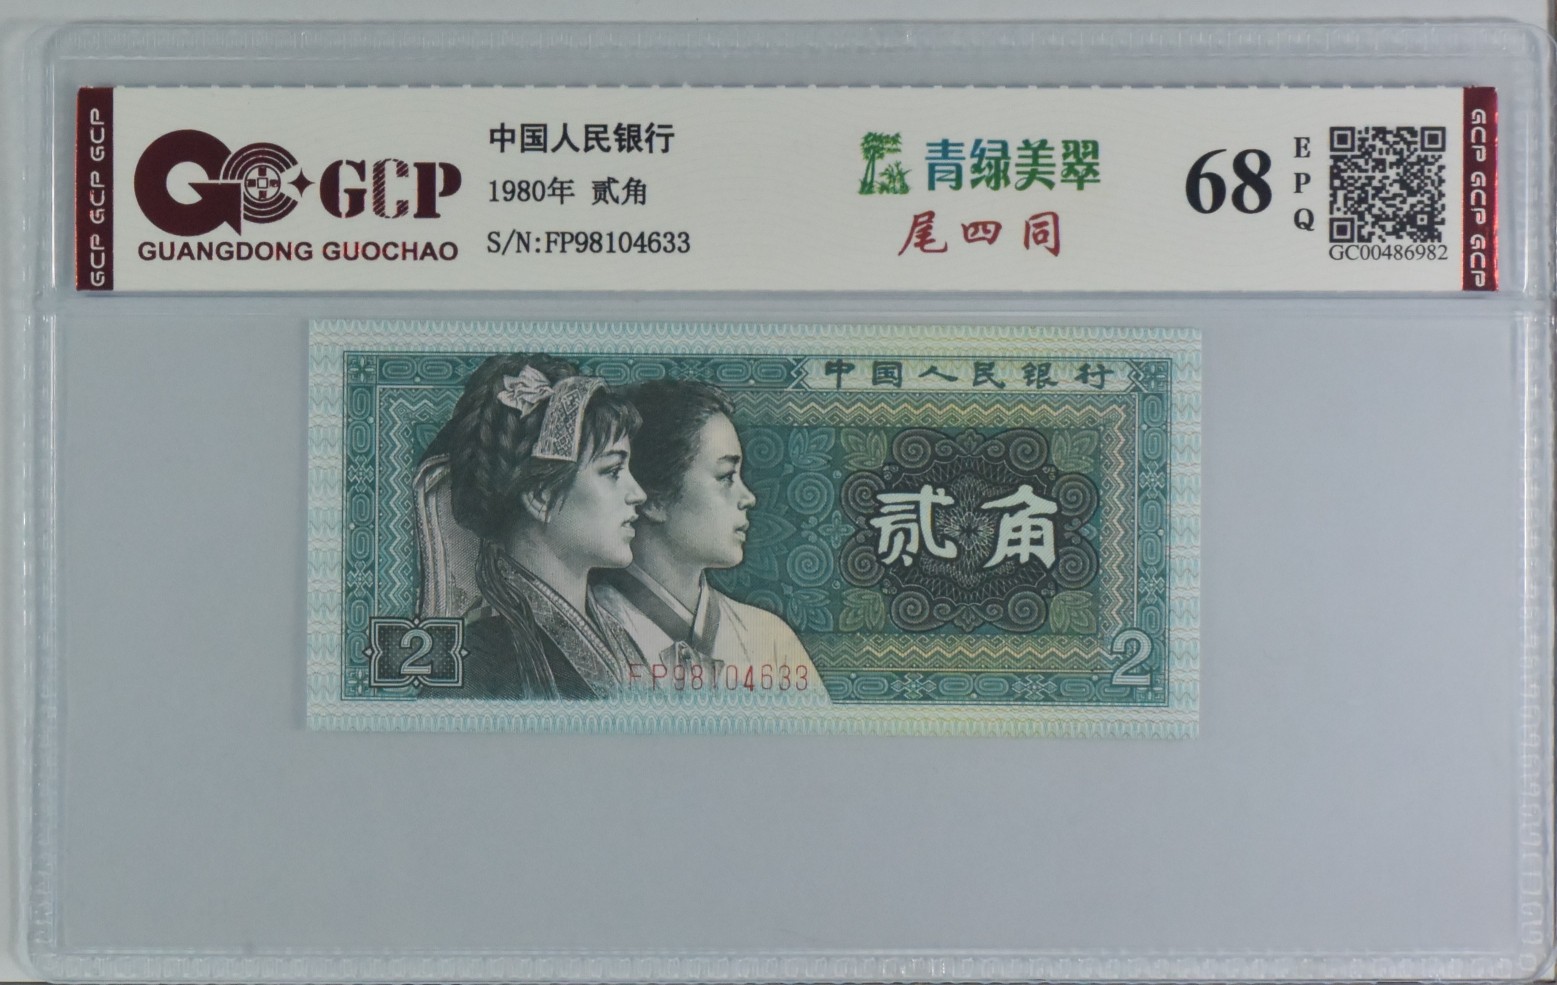 GCP GCP GCP
GCP
GUANGDONG GUOCHAO
中国人民银行
1980年 贰角
S/N:FP98104633
青绿美翠
尾四同
68
EPQ
GC00486982
GCP GCP GCP
中国人民银行
贰角
2
FP98104633
2